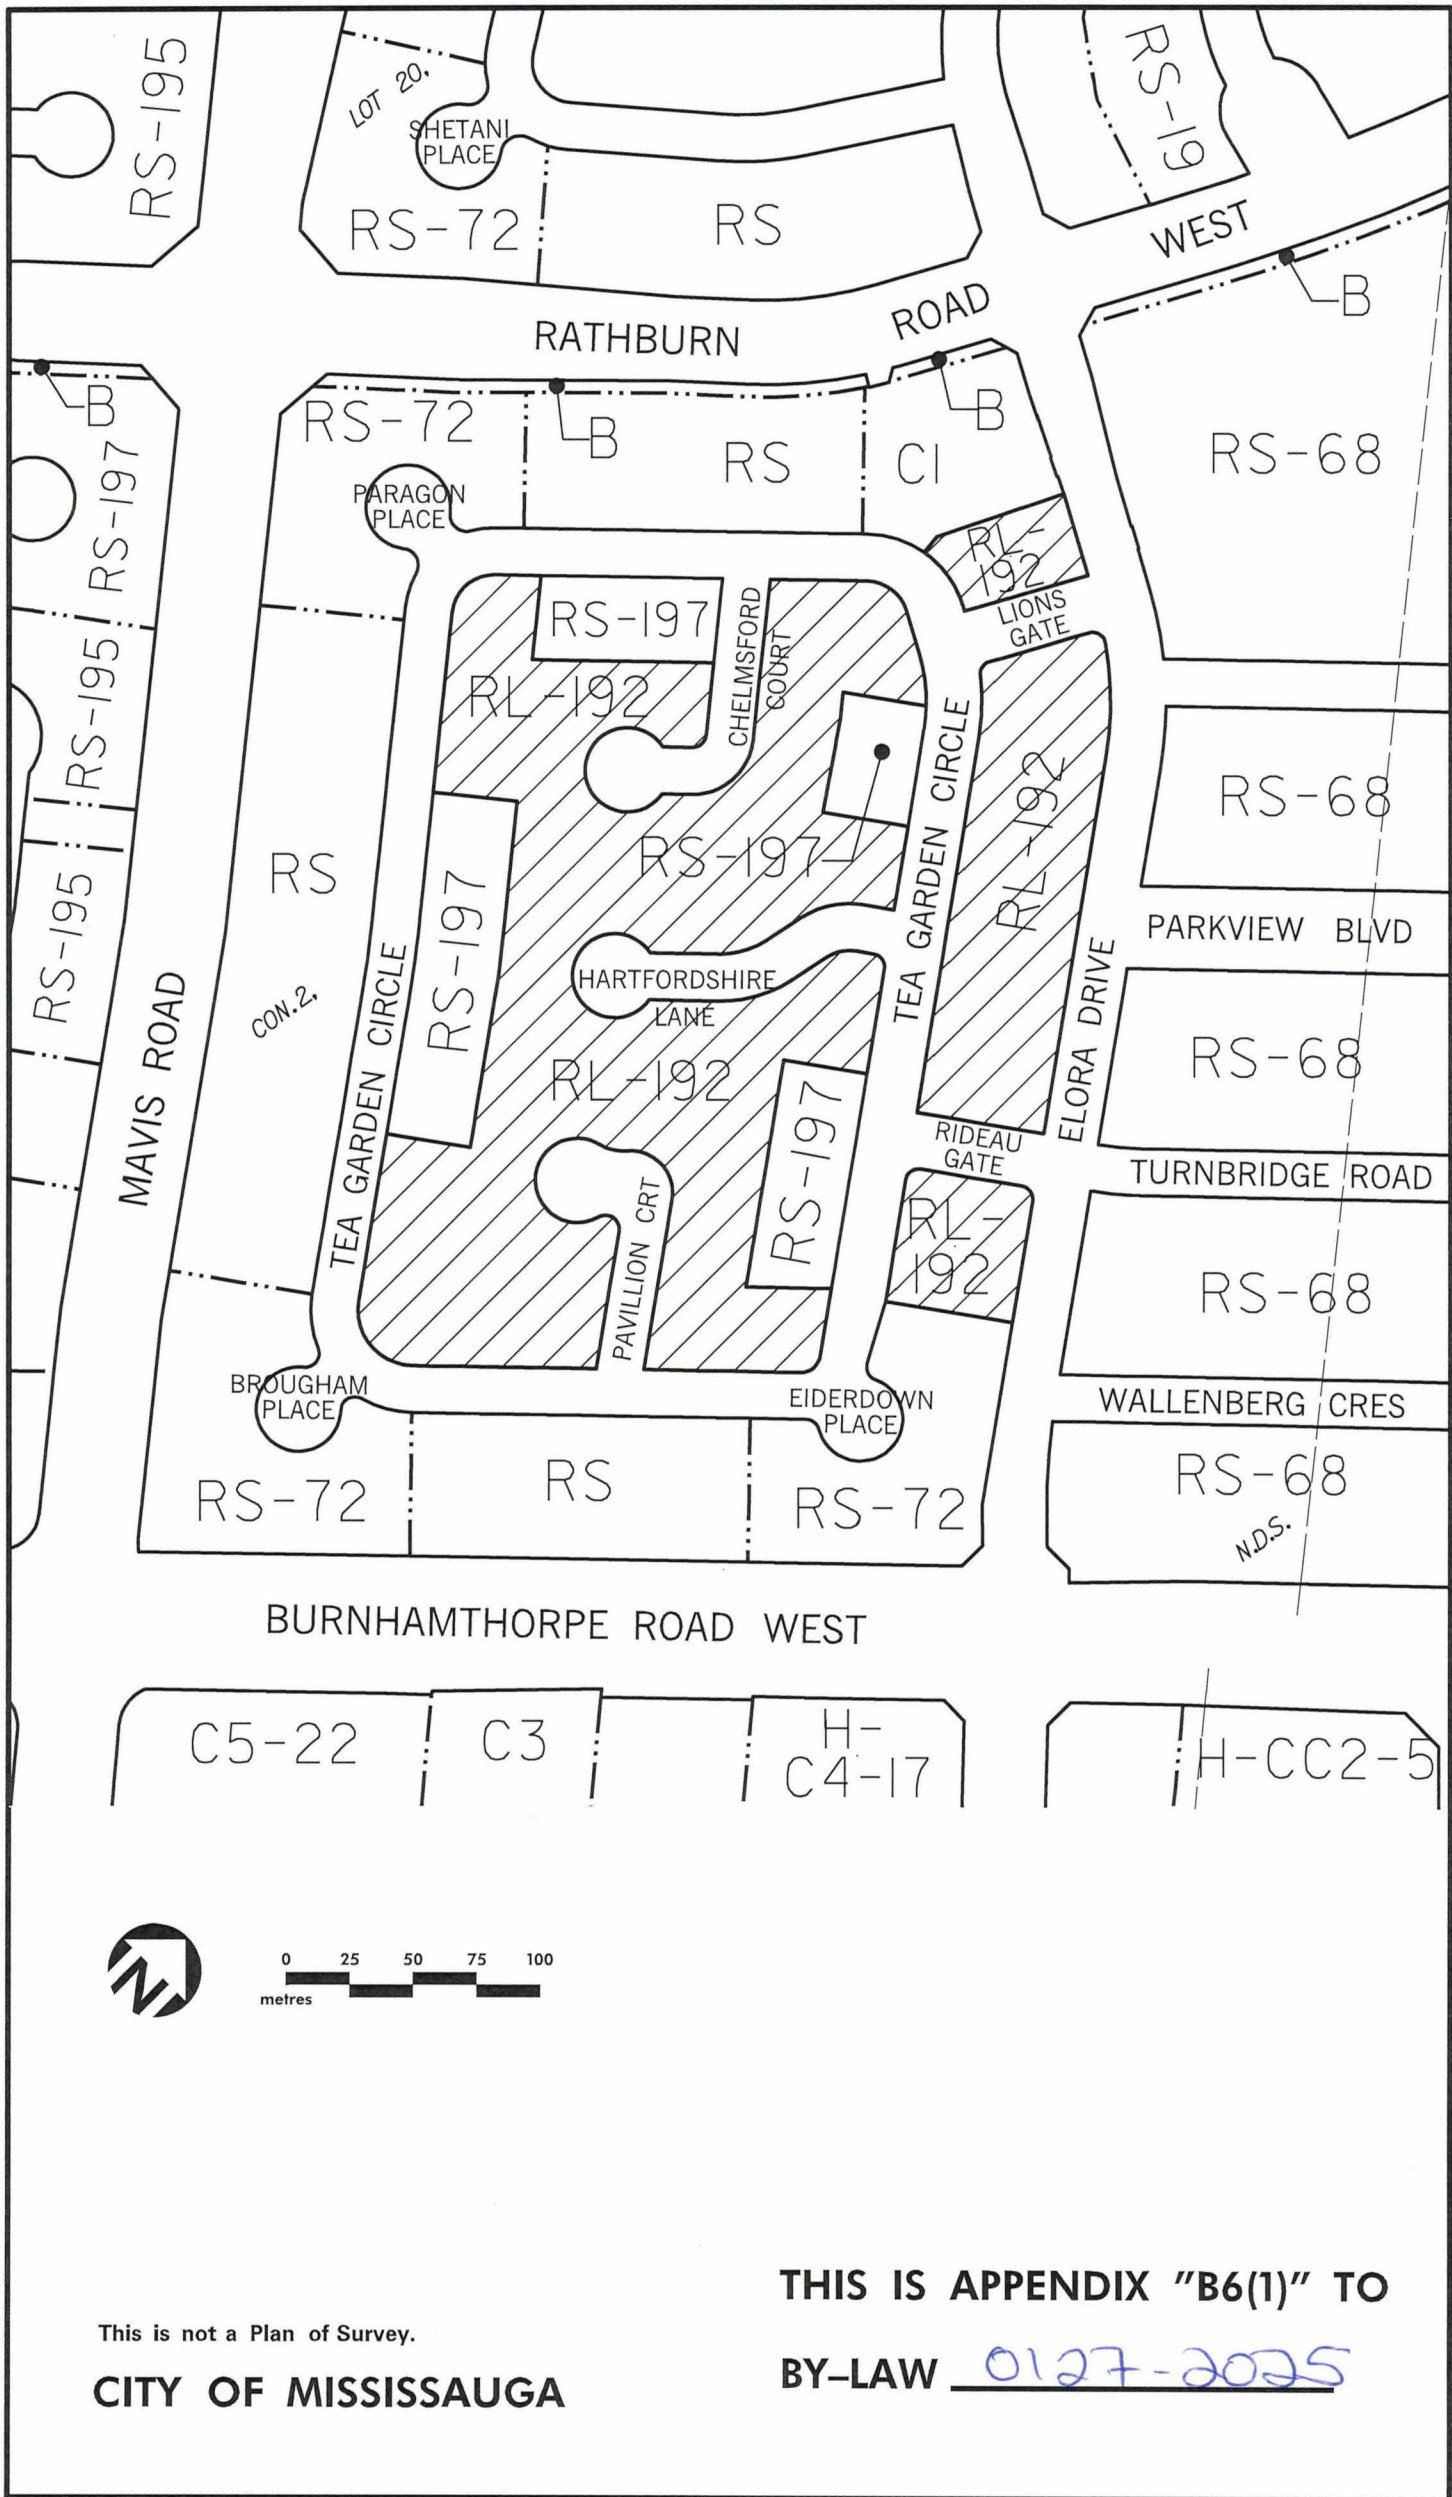 RS-195
LOT 20,
SHETANI
PLACE
RS-72
RS
RS-19
WEST
B
RATHBURN
ROAD
B
RS-72
B
RS
B
C1
RS-68
RS-197
PARAGON
PLACE
RL-
192
LIONS
GATE
RS-197
CHELMSFORD
COURT
RL-192
RS-195
RS
RS-197
RS-197
TEA GARDEN CIRCLE
RL-192
RS-68
RS-195
PARKVIEW BLVD
HARTFORDSHIRE
LANE
CON. 2,
TEA GARDEN CIRCLE
ELORA DRIVE
RS-68
MAVIS ROAD
RL-192
RS-197
RIDEAU
GATE
TURNBRIDGE ROAD
PAVILLION CRT
RL-
192
RS-68
BROUGHAM
PLACE
EIDERDOWN
PLACE
WALLENBERG CRES
RS-72
RS
RS-72
RS-68
N.D.S.
BURNHAMTHORPE ROAD WEST
C5-22
C3
H-
C4-17
H-CC2-5
N
0 25 50 75 100
metres
THIS IS APPENDIX "B6(1)" TO
This is not a Plan of Survey.
BY-LAW 0127-2025
CITY OF MISSISSAUGA